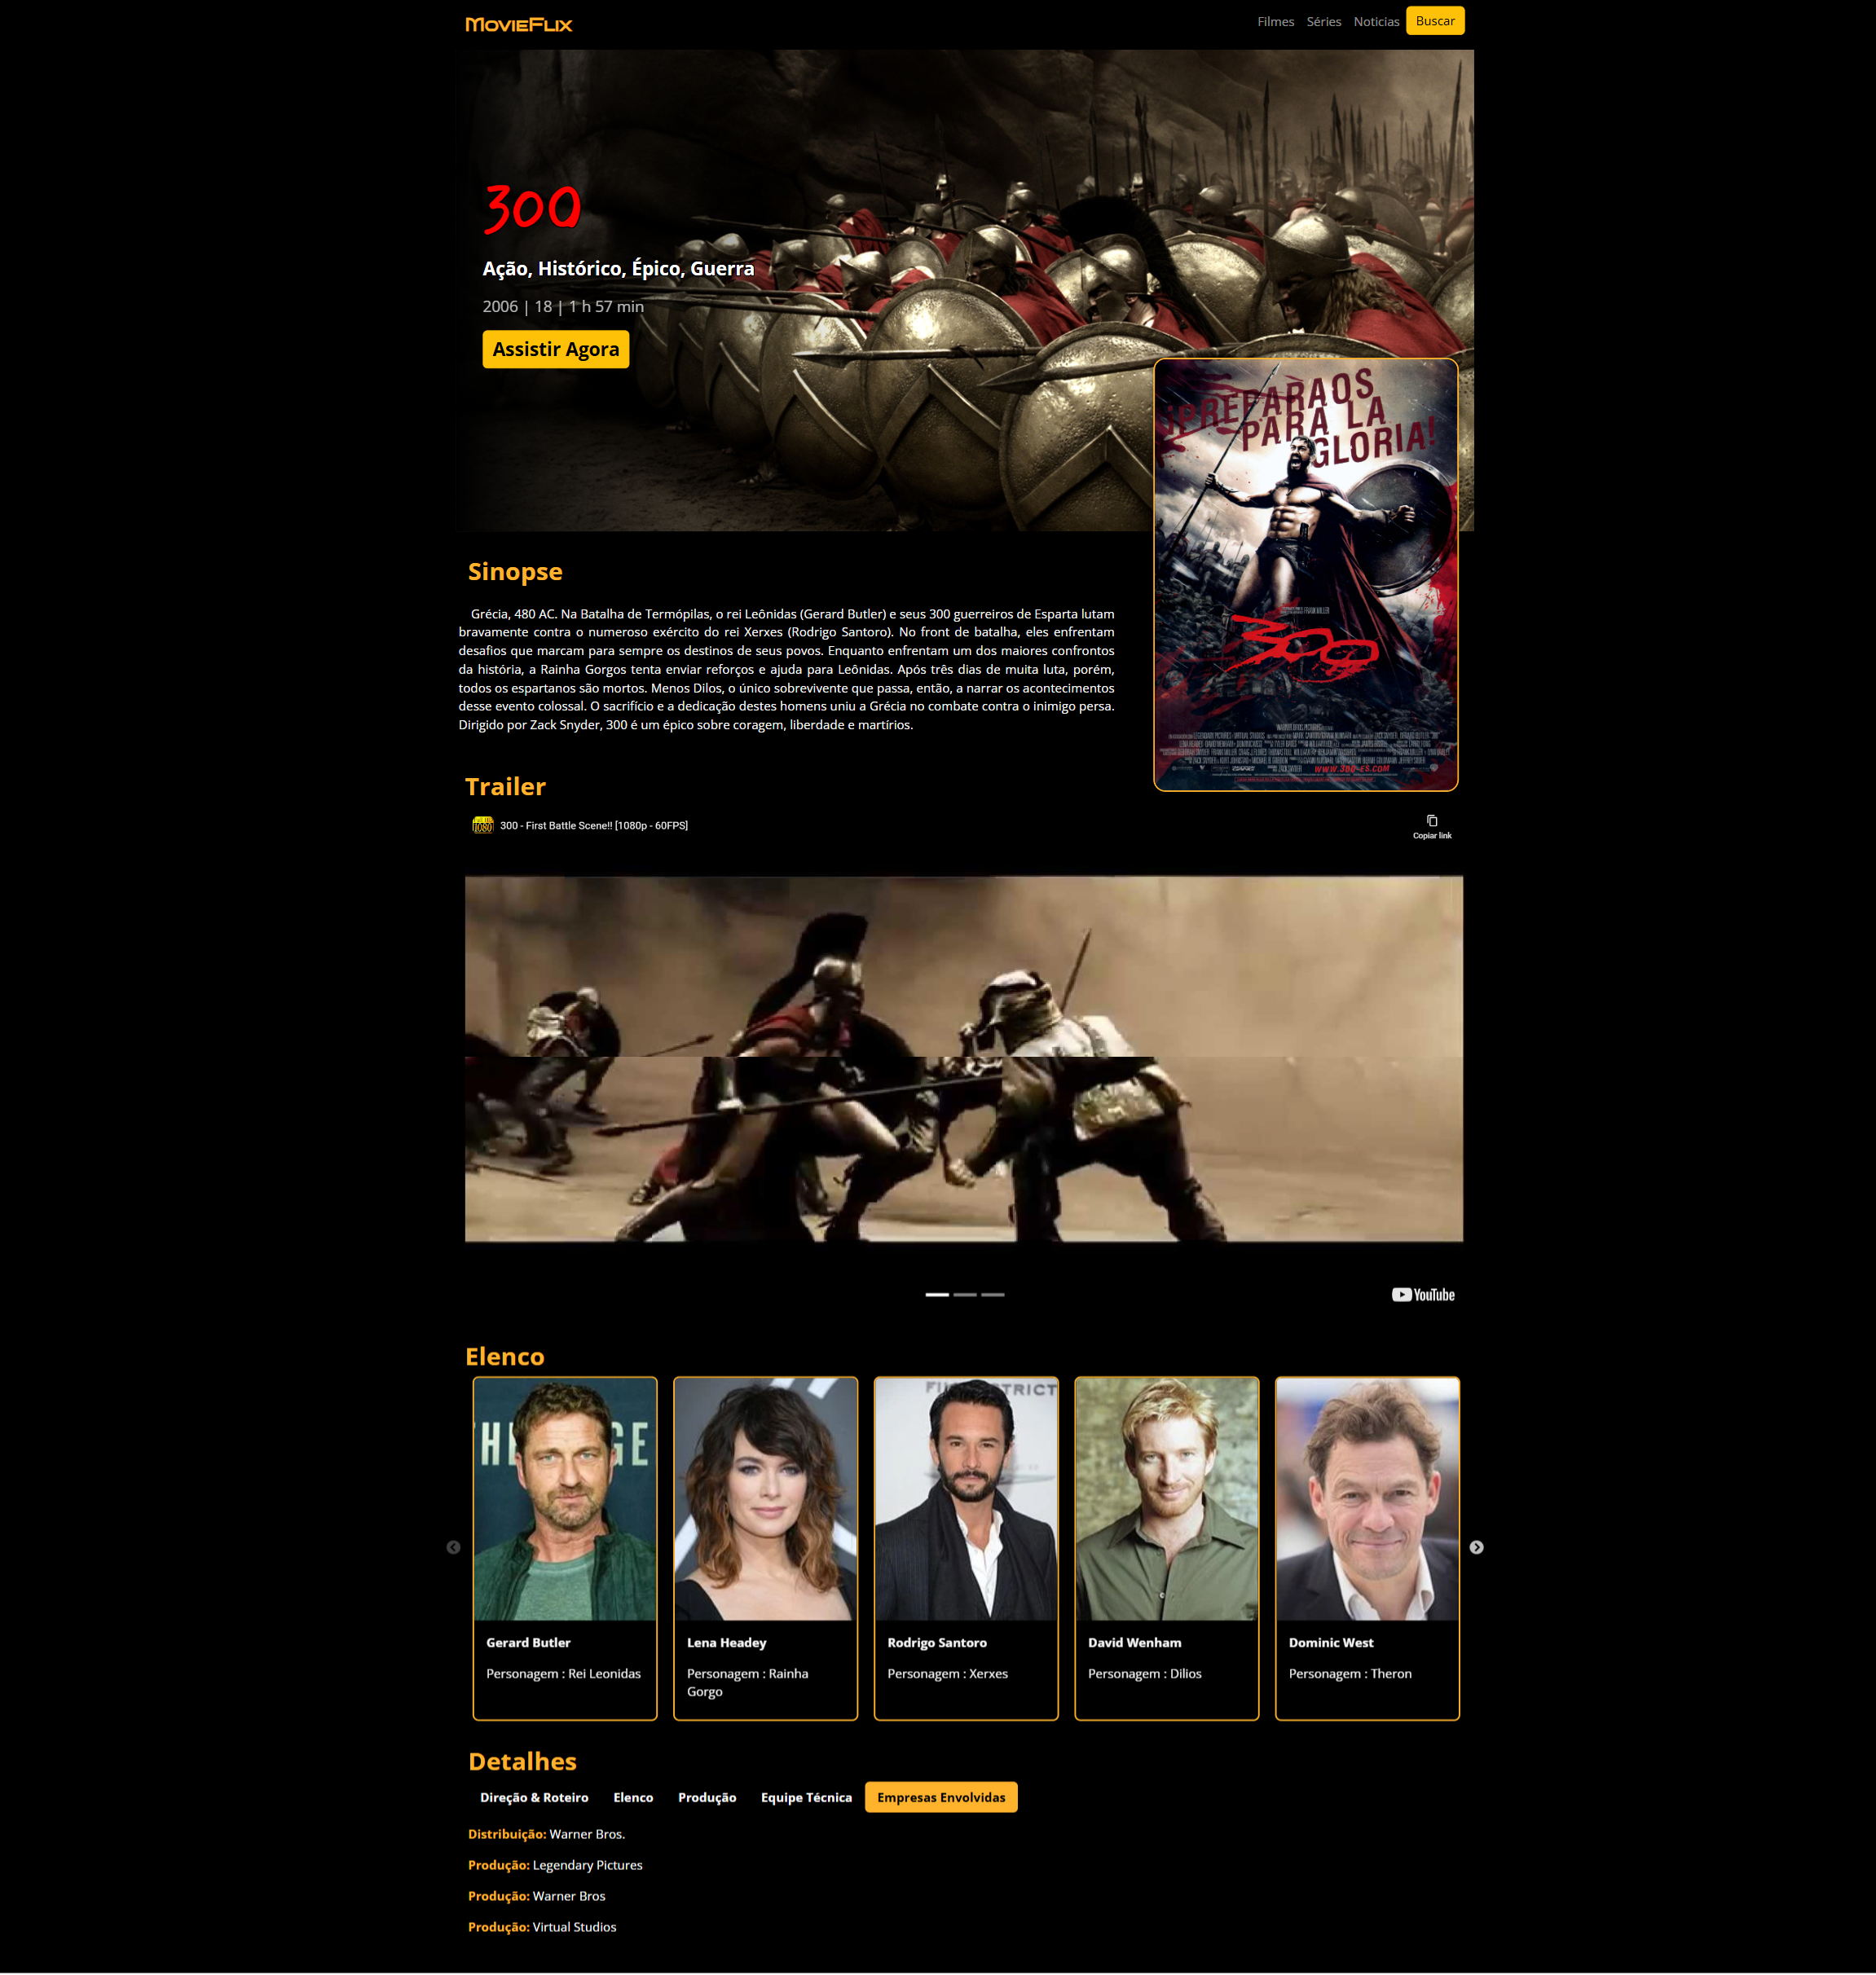 MovieFlix
Filmes Séries Noticias Buscar
300
Ação, Histórico, Épico, Guerra
2006 | 18 | 1 h 57 min
Assistir Agora
¡PREPARAOS
PARA LA
GLORIA!
300
WWW.300-ES.COM
Sinopse
Grécia, 480 AC. Na Batalha de Termópilas, o rei Leônidas (Gerard Butler) e seus 300 guerreiros de Esparta lutam
bravamente contra o numeroso exército do rei Xerxes (Rodrigo Santoro). No front de batalha, eles enfrentam
desafios que marcam para sempre os destinos de seus povos. Enquanto enfrentam um dos maiores confrontos
da história, a Rainha Gorgos tenta enviar reforços e ajuda para Leônidas. Após três dias de muita luta, porém,
todos os espartanos são mortos. Menos Dilos, o único sobrevivente que passa, então, a narrar os acontecimentos
desse evento colossal. O sacrifício e a dedicação destes homens uniu a Grécia no combate contra o inimigo persa.
Dirigido por Zack Snyder, 300 é um épico sobre coragem, liberdade e martírios.
Trailer
1080
300 - First Battle Scene!! [1080p - 60FPS]
Copiar link
YouTube
Elenco
Gerard Butler
Personagem : Rei Leonidas
Lena Headey
Personagem : Rainha
Gorgo
Rodrigo Santoro
Personagem : Xerxes
David Wenham
Personagem : Dilios
Dominic West
Personagem : Theron
Detalhes
Direção & Roteiro Elenco Produção Equipe Técnica Empresas Envolvidas
Distribuição: Warner Bros.
Produção: Legendary Pictures
Produção: Warner Bros
Produção: Virtual Studios